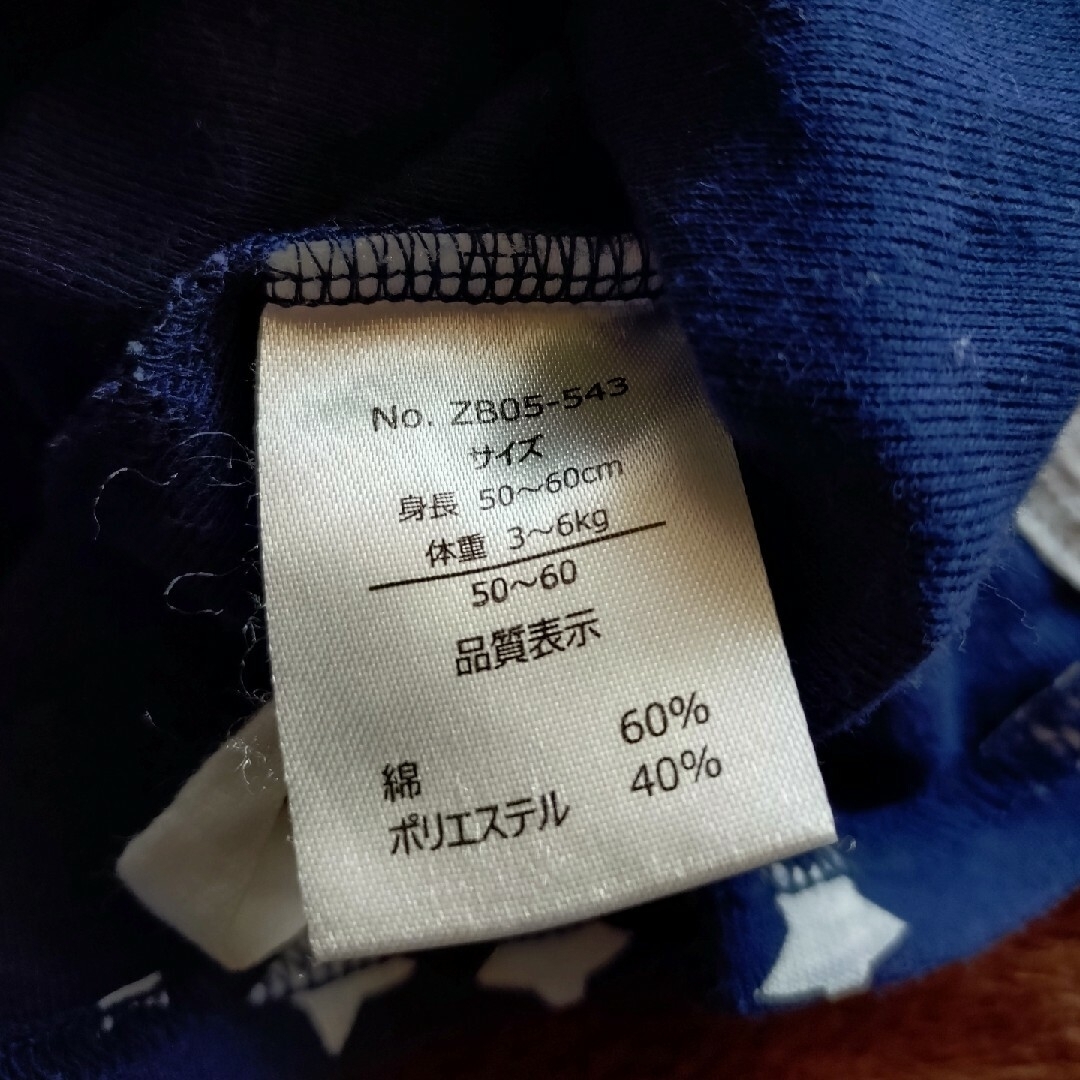 No. ZB05-543
サイズ
身長 50～60cm
体重 3～6kg
50～60
品質表示
綿 60%
ポリエステル 40%